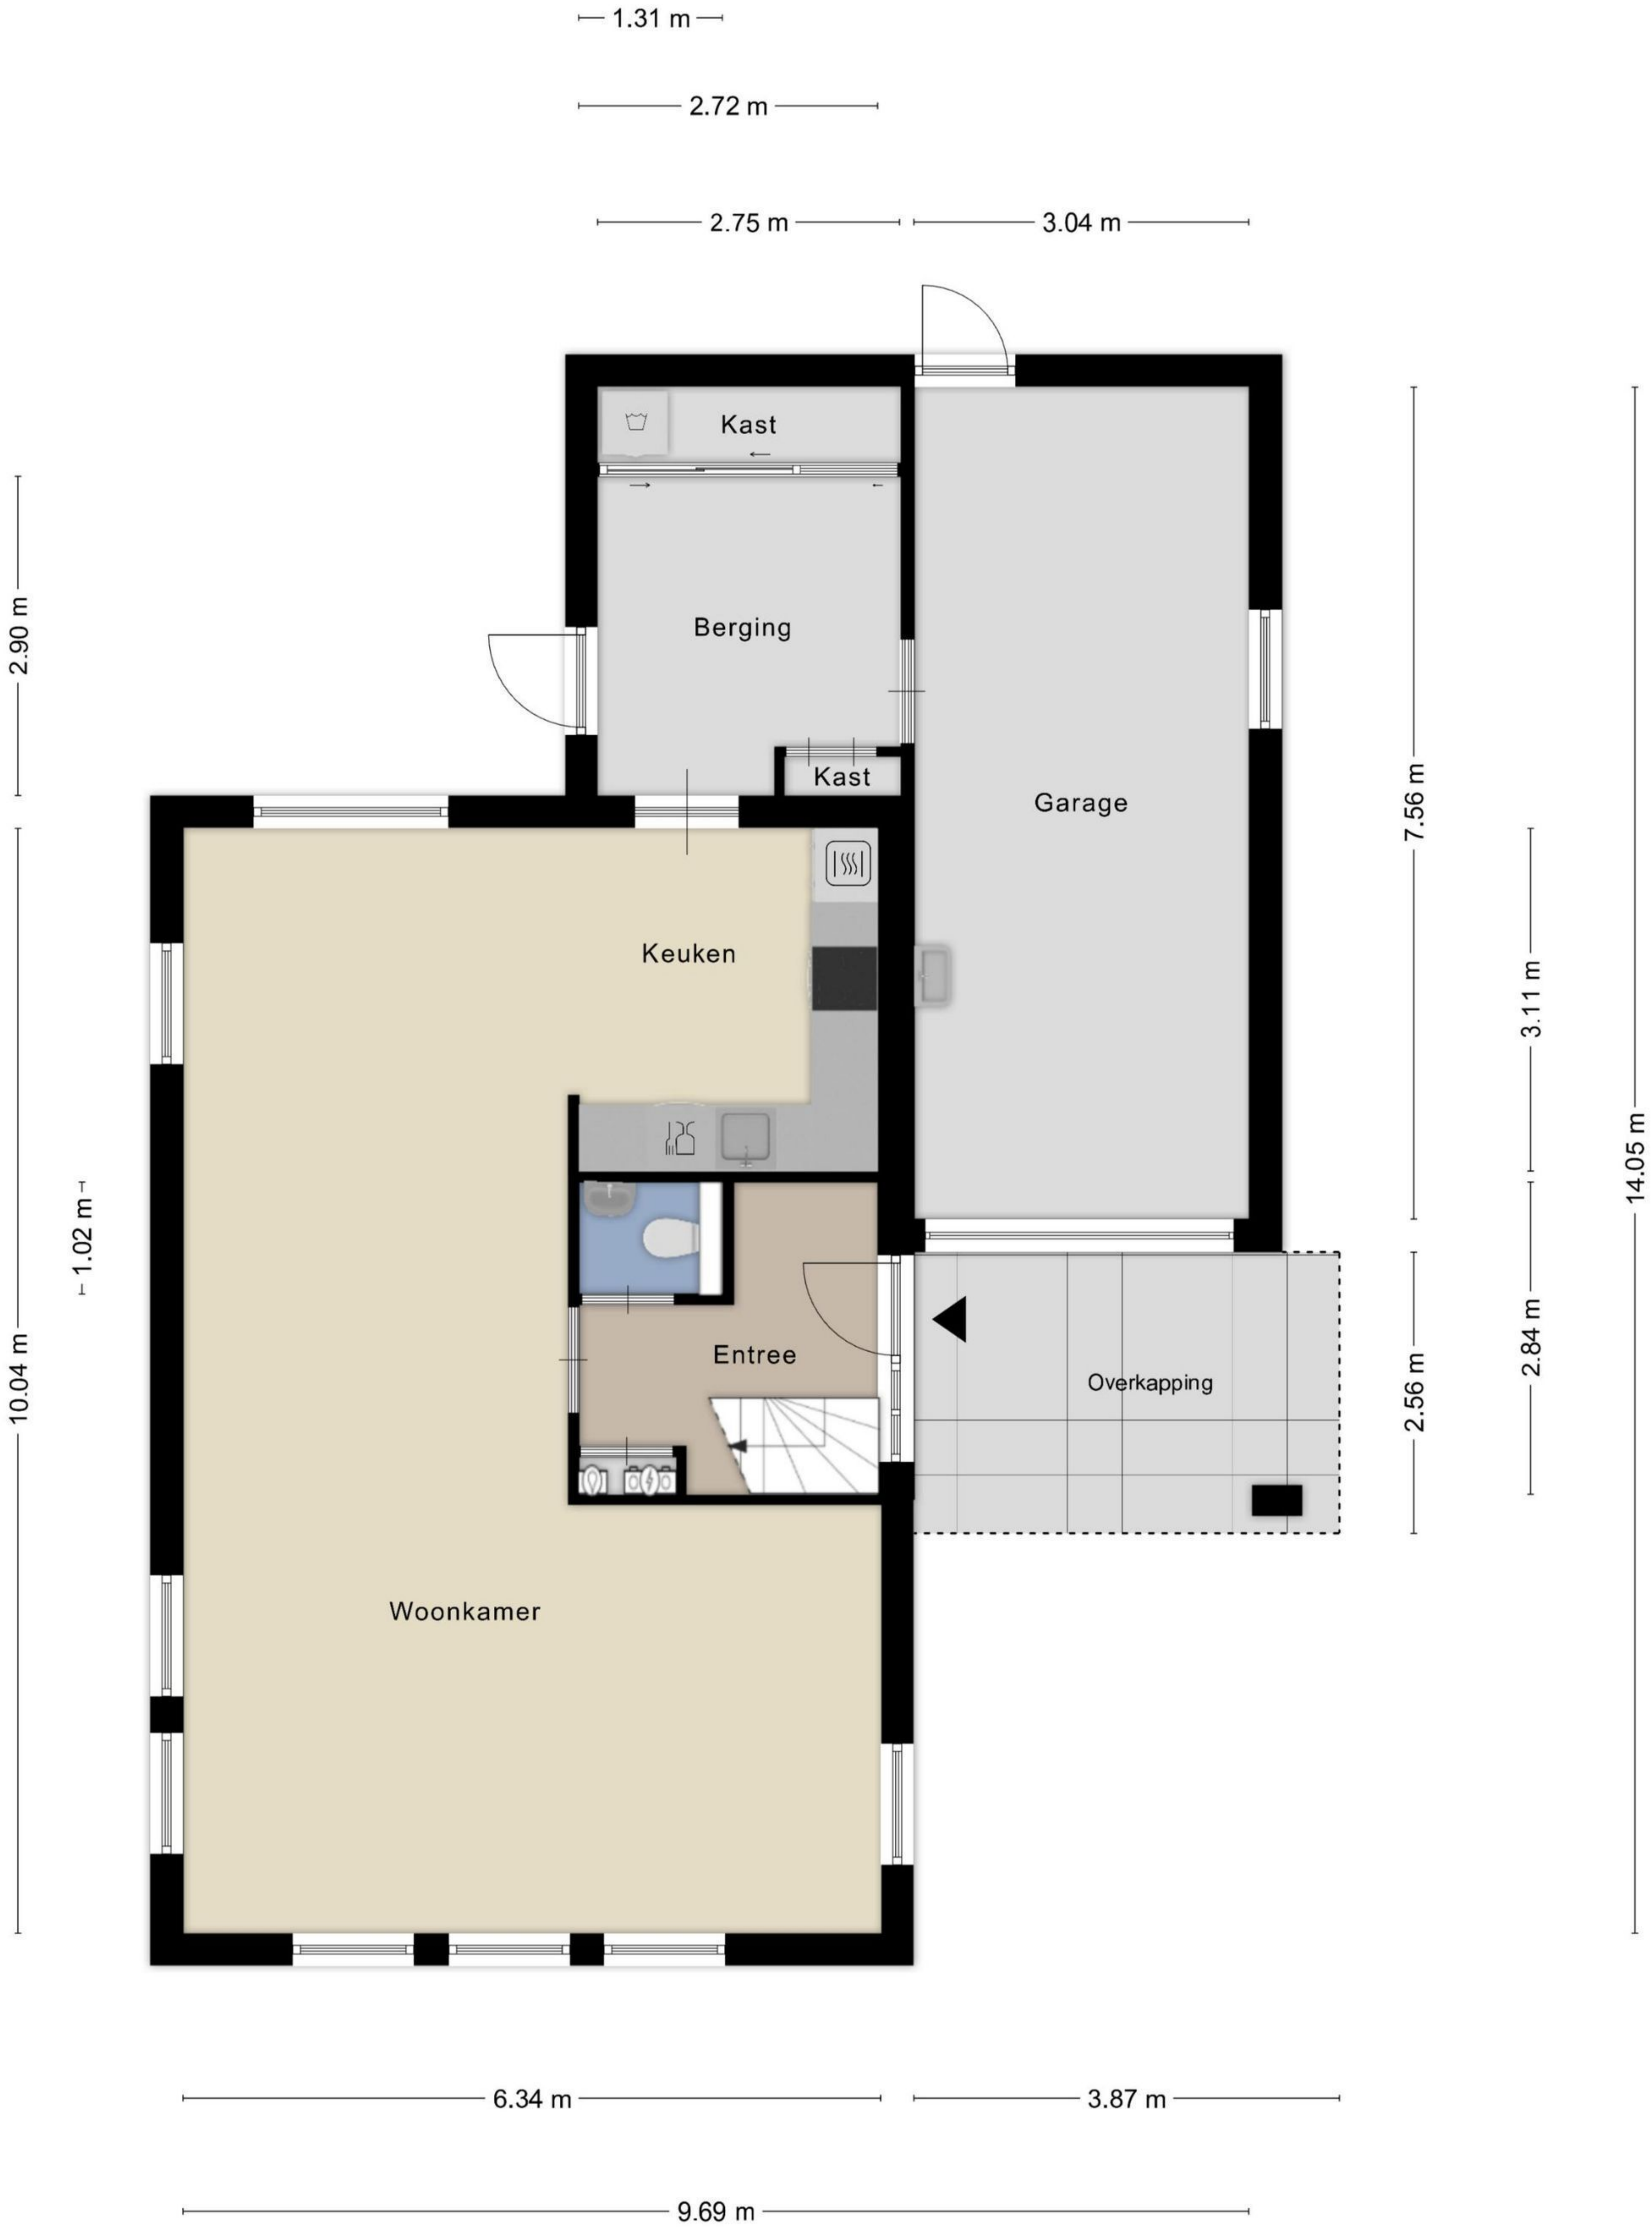 1.31 m
2.72 m
2.75 m
3.04 m
Kast
2.90 m
Berging
Kast
7.56 m
Garage
Keuken
3.11 m
14.05 m
1.02 m
10.04 m
Entree
2.84 m
2.56 m
Overkapping
Woonkamer
6.34 m
3.87 m
9.69 m